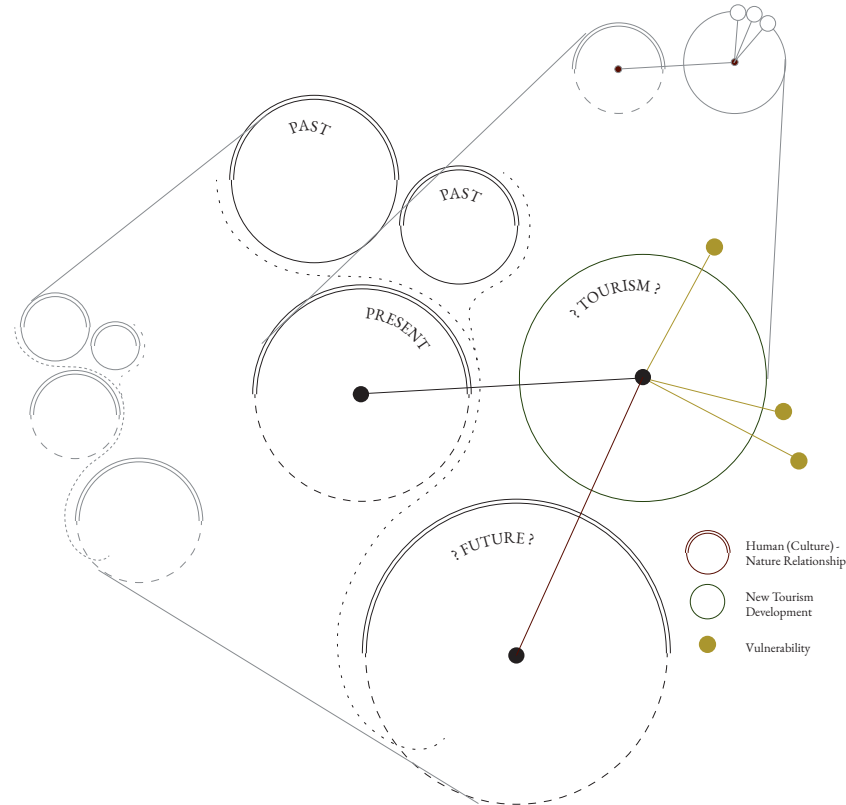 PAST
PAST
PRESENT
? TOURISM ?
? FUTURE ?
Human (Culture) -
Nature Relationship
New Tourism
Development
Vulnerability